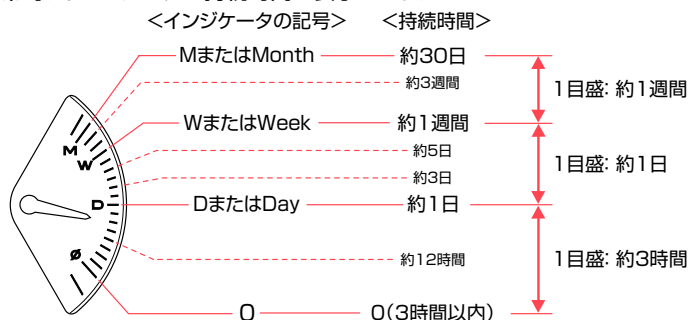 <インジケータの記号> <持続時間>
MまたはMonth 約30日
約3週間
1目盛: 約1週間
WまたはWeek 約1週間
約5日
1目盛: 約1日
約3日
DまたはDay 約1日
約12時間
1目盛: 約3時間
0 0(3時間以内)
M
W
D
ø